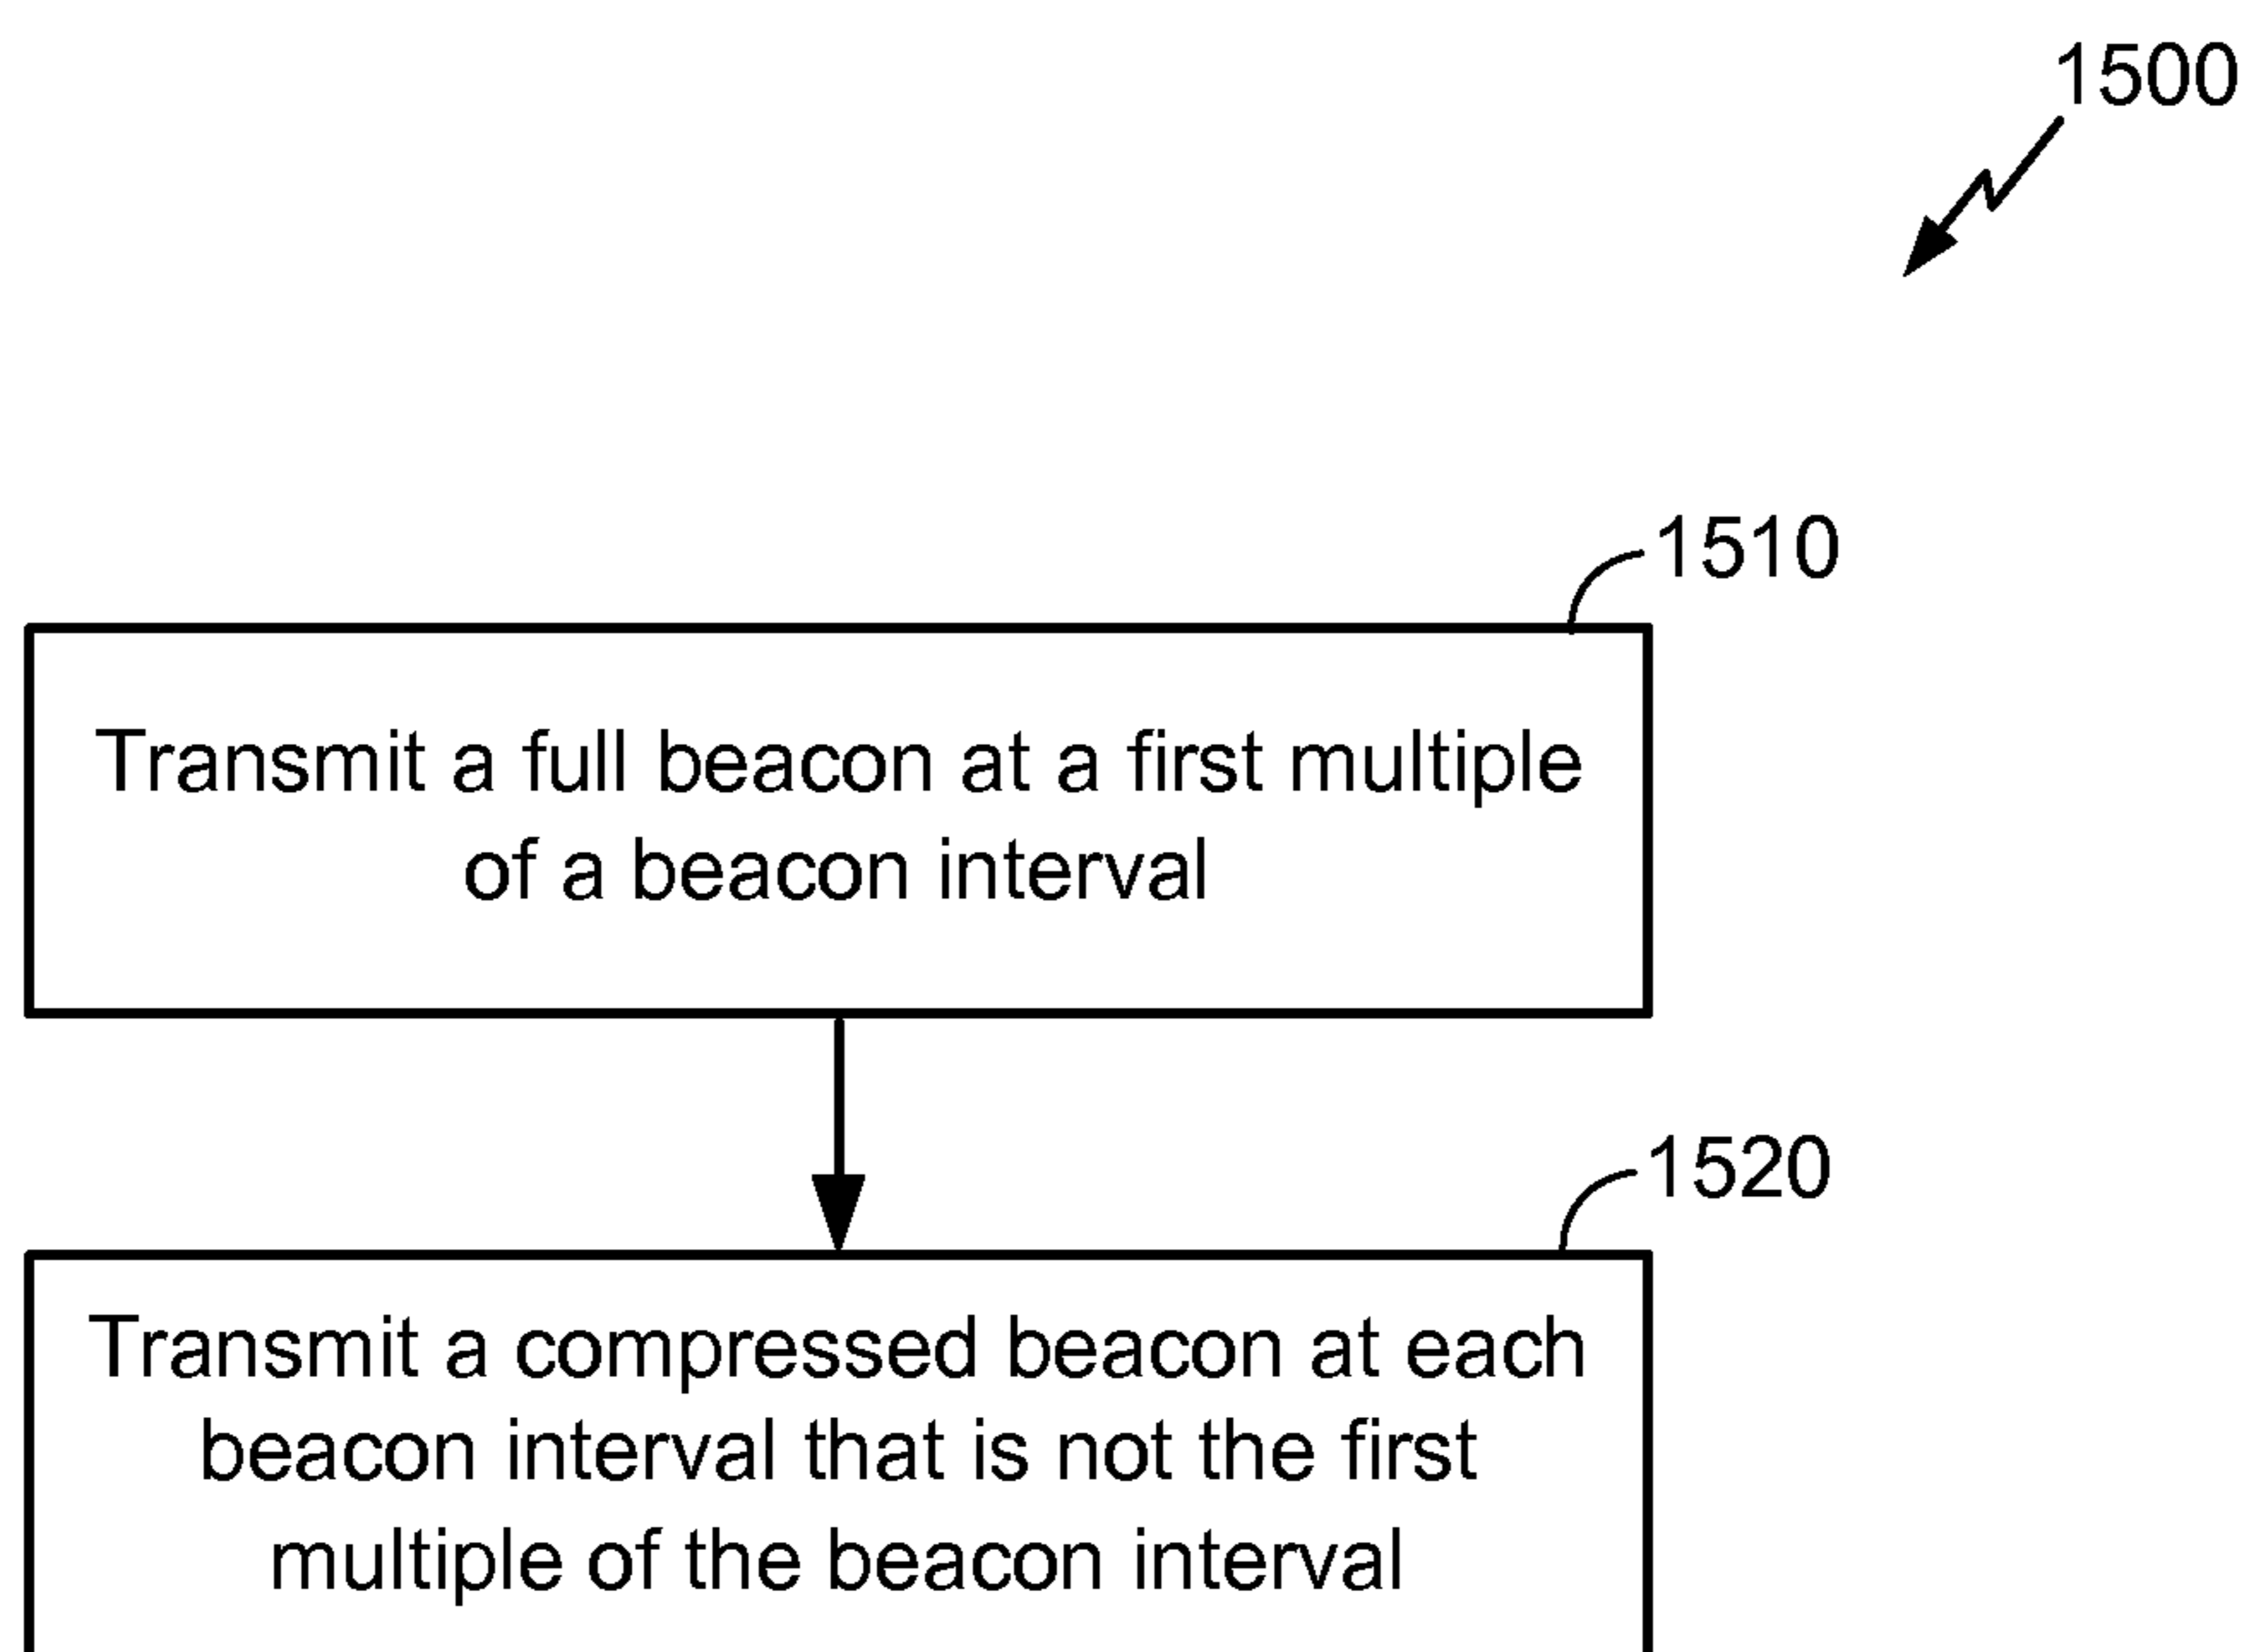 1500
1510
Transmit a full beacon at a first multiple
of a beacon interval
1520
Transmit a compressed beacon at each
beacon interval that is not the first
multiple of the beacon interval